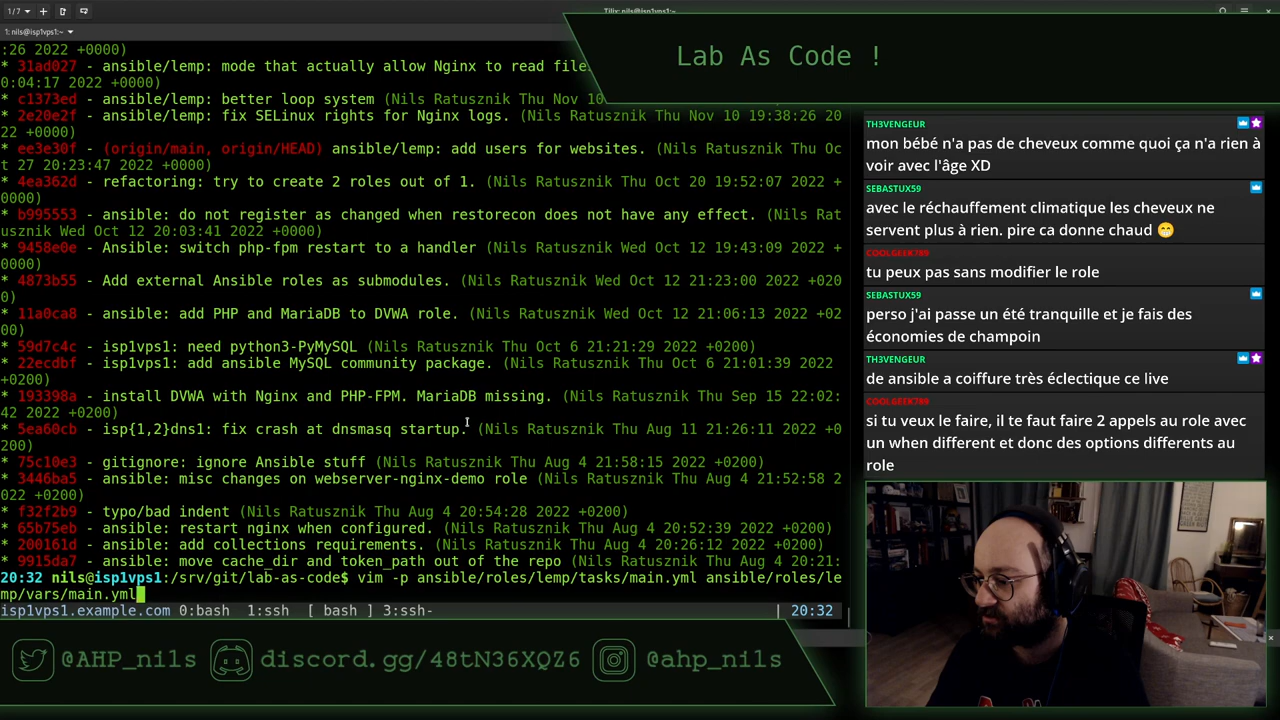 1/7
Tilix: nils@isp1vps1:~
1: nils@isp1vps1:~
:26 2022 +0000)
* 31ad027 - ansible/lemp: mode that actually allow Nginx to read file
0:04:17 2022 +0000)
* c1373ed - ansible/lemp: better loop system (Nils Ratusznik Thu Nov 10
* 2e20e2f - ansible/lemp: fix SELinux rights for Nginx logs. (Nils Ratusznik Thu Nov 10 19:38:26 20
22 +0000)
* ee3e30f - (origin/main, origin/HEAD) ansible/lemp: add users for websites. (Nils Ratusznik Thu Oc
t 27 20:23:47 2022 +0000)
* 4ea362d - refactoring: try to create 2 roles out of 1. (Nils Ratusznik Thu Oct 20 19:52:07 2022 +
0000)
* b995553 - ansible: do not register as changed when restorecon does not have any effect. (Nils Rat
usznik Wed Oct 12 20:03:41 2022 +0000)
* 9458e0e - Ansible: switch php-fpm restart to a handler (Nils Ratusznik Wed Oct 12 19:43:09 2022 +
0000)
* 4873b55 - Add external Ansible roles as submodules. (Nils Ratusznik Wed Oct 12 21:23:00 2022 +020
0)
* 11a0ca8 - ansible: add PHP and MariaDB to DVWA role. (Nils Ratusznik Wed Oct 12 21:06:13 2022 +02
00)
* 59d7c4c - isp1vps1: need python3-PyMySQL (Nils Ratusznik Thu Oct 6 21:21:29 2022 +0200)
* 22ecdbf - isp1vps1: add ansible MySQL community package. (Nils Ratusznik Thu Oct 6 21:01:39 2022
+0200)
* 193398a - install DVWA with Nginx and PHP-FPM. MariaDB missing. (Nils Ratusznik Thu Sep 15 22:02:
42 2022 +0200)
* 5ea60cb - isp{1,2}dns1: fix crash at dnsmasq startup. (Nils Ratusznik Thu Aug 11 21:26:11 2022 +0
200)
* 75c10e3 - gitignore: ignore Ansible stuff (Nils Ratusznik Thu Aug 4 21:58:15 2022 +0200)
* 3446ba5 - ansible: misc changes on webserver-nginx-demo role (Nils Ratusznik Thu Aug 4 21:52:58 2
022 +0200)
* f32f2b9 - typo/bad indent (Nils Ratusznik Thu Aug 4 20:54:28 2022 +0200)
* 65b75eb - ansible: restart nginx when configured. (Nils Ratusznik Thu Aug 4 20:52:39 2022 +0200)
* 200161d - ansible: add collections requirements. (Nils Ratusznik Thu Aug 4 20:26:12 2022 +0200)
* 9915da7 - ansible: move cache_dir and token_path out of the repo (Nils Ratusznik Thu Aug 4 20:21:
20:32 nils@isp1vps1:/srv/git/lab-as-code$ vim -p ansible/roles/lemp/tasks/main.yml ansible/roles/le
mp/vars/main.yml
isp1vps1.example.com 0:bash 1:ssh [ bash ] 3:ssh- | 20:32
Lab As Code !
TH3VENGEUR
mon bébé n'a pas de cheveux comme quoi ça n'a rien à
voir avec l'âge XD
SEBASTUX59
avec le réchauffement climatique les cheveux ne
servent plus à rien. pire ca donne chaud 😁
COOLGEEK789
tu peux pas sans modifier le role
SEBASTUX59
perso j'ai passe un été tranquille et je fais des
économies de champoin
TH3VENGEUR
de ansible a coiffure très éclectique ce live
COOLGEEK789
si tu veux le faire, il te faut faire 2 appels au role avec
un when different et donc des options differents au
role
@AHP_nils discord.gg/48tN36XQZ6 @ahp_nils